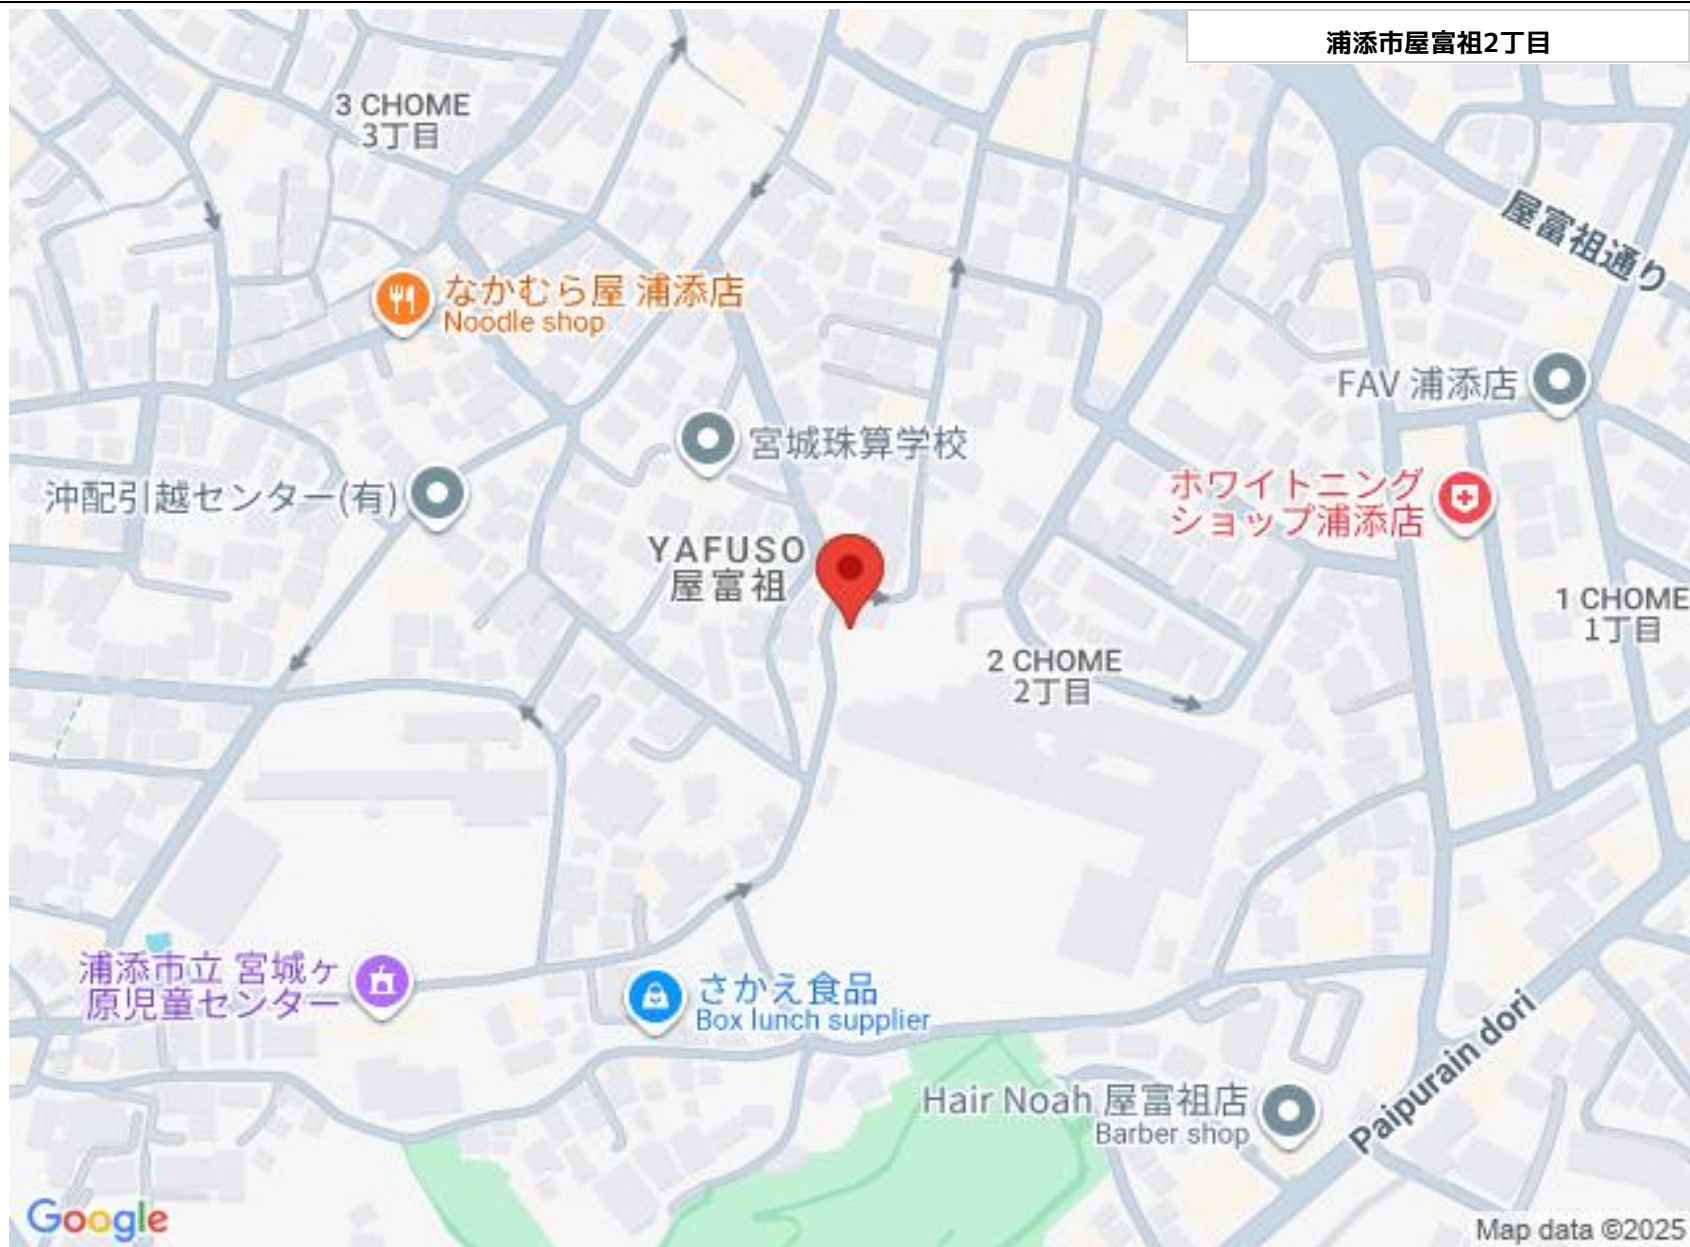 浦添市屋富祖2丁目
3 CHOME
3丁目
屋富祖通り
なかむら屋 浦添店
Noodle shop
FAV 浦添店
宮城珠算学校
沖配引越センター(有)
ホワイトニング
ショップ浦添店
YAFUSO
屋富祖
1 CHOME
1丁目
2 CHOME
2丁目
浦添市立 宮城ヶ
原児童センター
さかえ食品
Box lunch supplier
Paipurain dori
Hair Noah 屋富祖店
Barber shop
Google
Map data ©2025